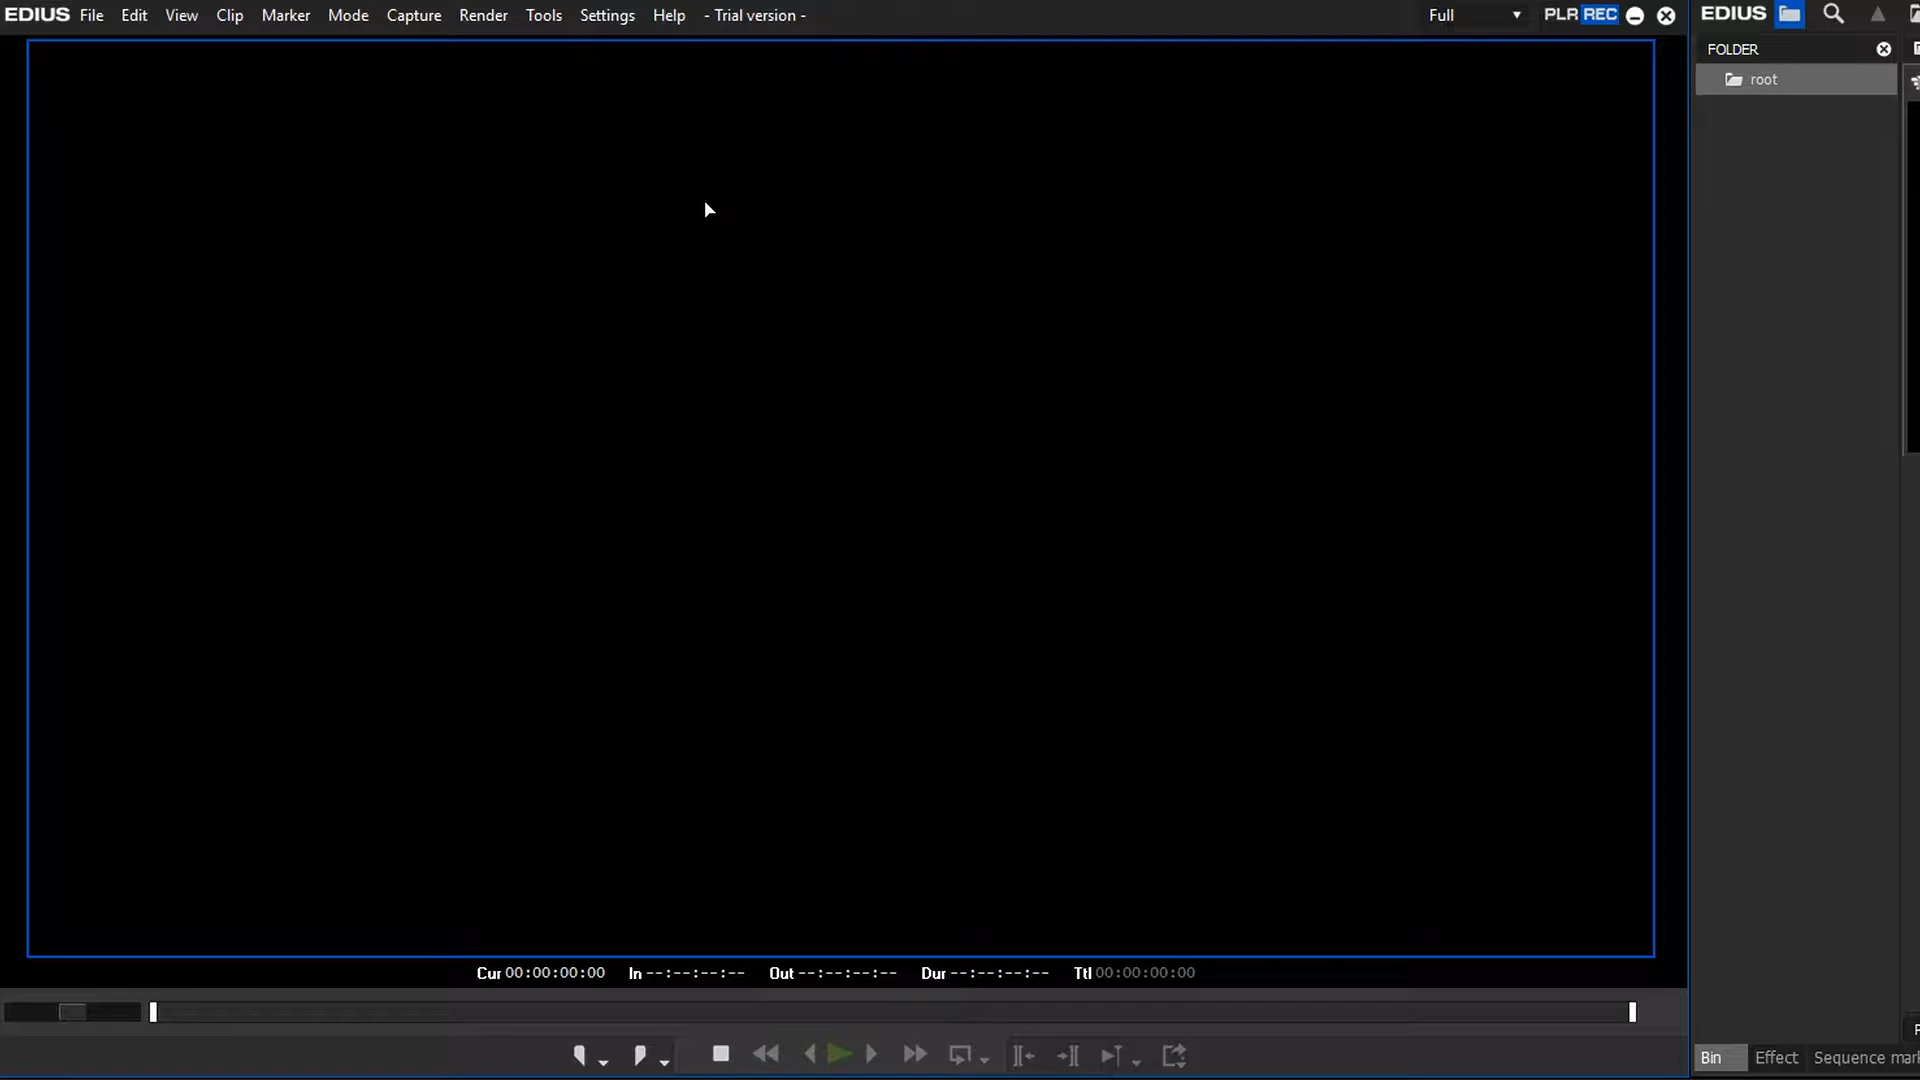 EDIUS File Edit View Clip Marker Mode Capture Render Tools Settings Help - Trial version - Full PLR REC EDIUS
FOLDER
root
Cur 00:00:00:00 In --:--:--:-- Out --:--:--:-- Dur --:--:--:-- Ttl 00:00:00:00
Bin Effect Sequence mark